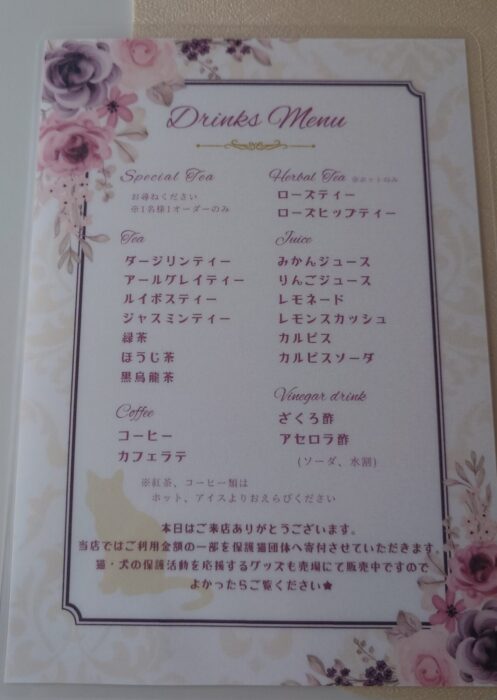 Drinks Menu
Special Tea
お尋ねください
※1名様1オーダーのみ
Tea
ダージリンティー
アールグレイティー
ルイボスティー
ジャスミンティー
緑茶
ほうじ茶
黒烏龍茶
Coffee
コーヒー
カフェラテ
Herbal Tea ※ホットのみ
ローズティー
ローズヒップティー
Juice
みかんジュース
りんごジュース
レモネード
レモンスカッシュ
カルピス
カルピスソーダ
Vinegar drink
ざくろ酢
アセロラ酢
(ソーダ、水割)
※紅茶、コーヒー類は
ホット、アイスよりおえらびください
本日はご来店ありがとうございます。
当店ではご利用金額の一部を保護猫団体へ寄付させていただきます。
猫・犬の保護活動を応援するグッズも売場にて販売中ですので
よかったらご覧ください★